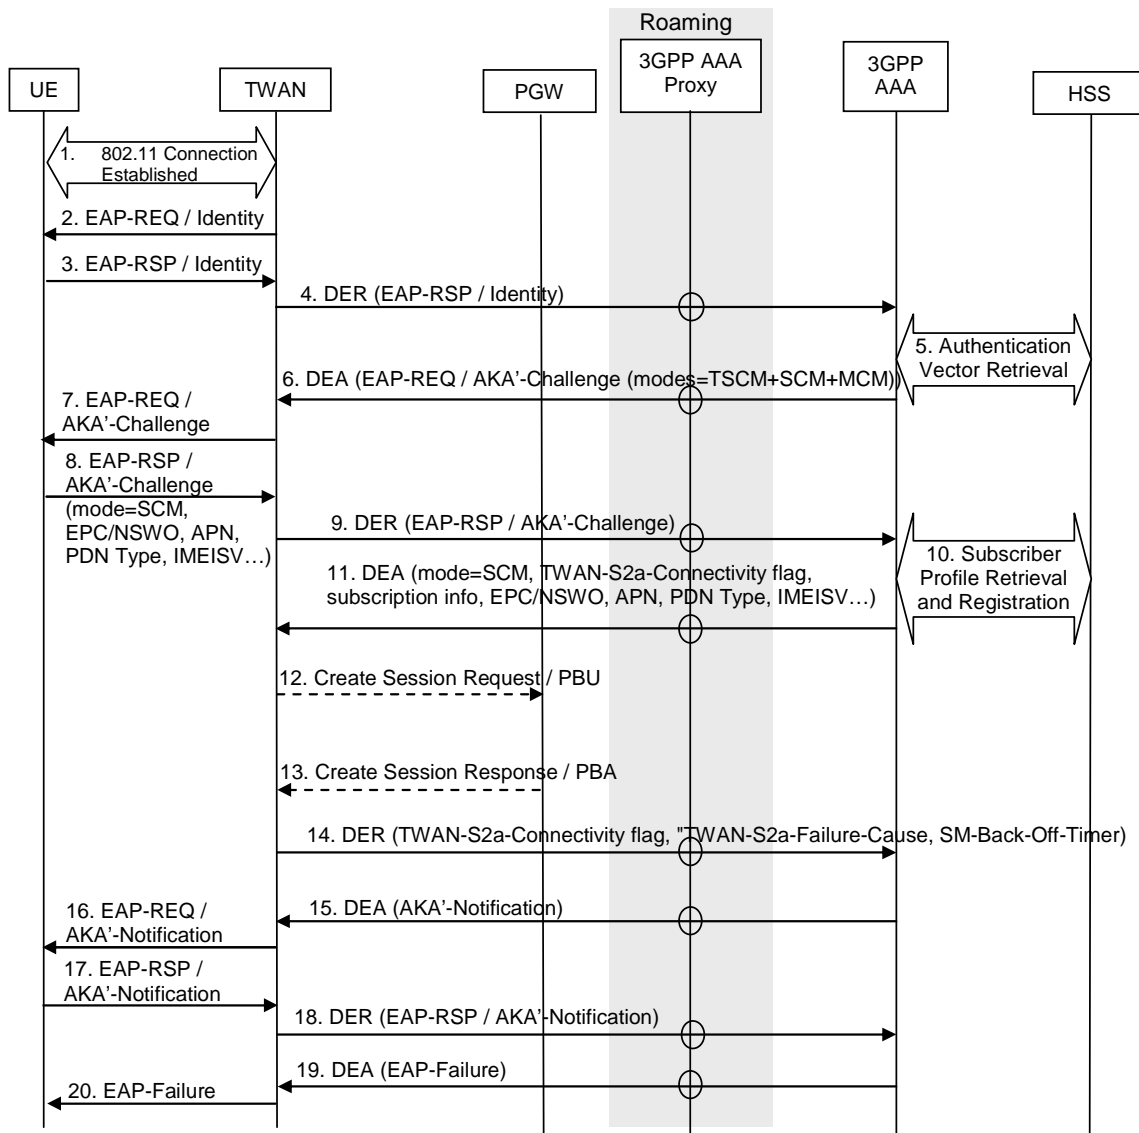 Roaming
UE
TWAN
PGW
3GPP AAA
Proxy
3GPP
AAA
HSS
1. 802.11 Connection
Established
2. EAP-REQ / Identity
3. EAP-RSP / Identity
4. DER (EAP-RSP / Identity)
5. Authentication
Vector Retrieval
6. DEA (EAP-REQ / AKA'-Challenge (modes=TSCM+SCM+MCM))
7. EAP-REQ /
AKA'-Challenge
8. EAP-RSP /
AKA'-Challenge
(mode=SCM,
EPC/NSWO, APN,
PDN Type, IMEISV…)
9. DER (EAP-RSP / AKA'-Challenge)
10. Subscriber
Profile Retrieval
and Registration
11. DEA (mode=SCM, TWAN-S2a-Connectivity flag,
subscription info, EPC/NSWO, APN, PDN Type, IMEISV…)
12. Create Session Request / PBU
13. Create Session Response / PBA
14. DER (TWAN-S2a-Connectivity flag, "TWAN-S2a-Failure-Cause, SM-Back-Off-Timer)
15. DEA (AKA'-Notification)
16. EAP-REQ /
AKA'-Notification
17. EAP-RSP /
AKA'-Notification
18. DER (EAP-RSP / AKA'-Notification)
19. DEA (EAP-Failure)
20. EAP-Failure